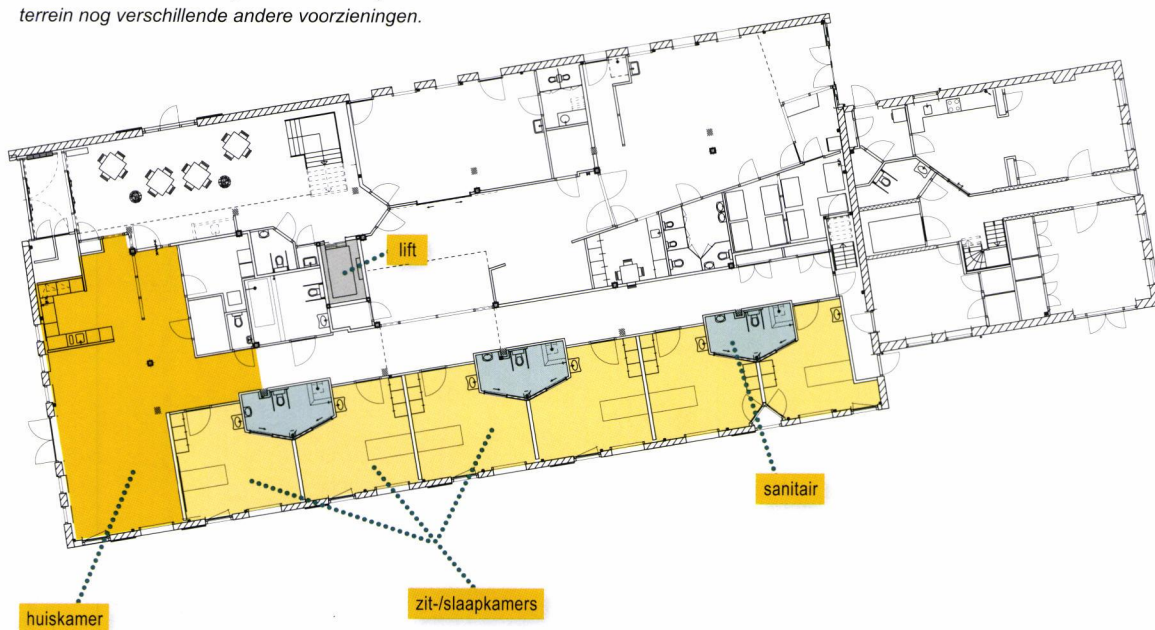 terrein nog verschillende andere voorzieningen.
lift
sanitair
zit-/slaapkamers
huiskamer